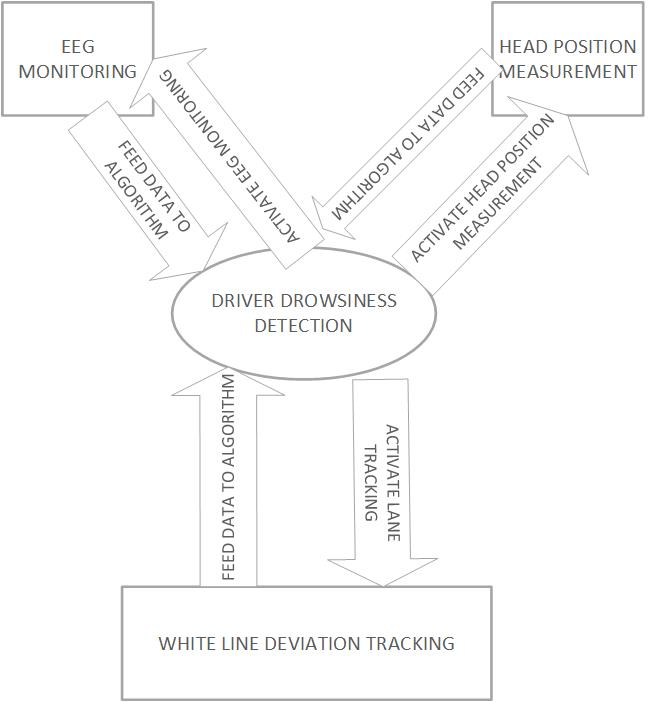 EEG
MONITORING
HEAD POSITION
MEASUREMENT
FEED DATA TO
ALGORITHM
ACTIVATE EEG MONITORING
FEED DATA TO ALGORITHM
ACTIVATE HEAD POSITION
MEASUREMENT
DRIVER DROWSINESS
DETECTION
FEED DATA TO ALGORITHM
ACTIVATE LANE
TRACKING
WHITE LINE DEVIATION TRACKING